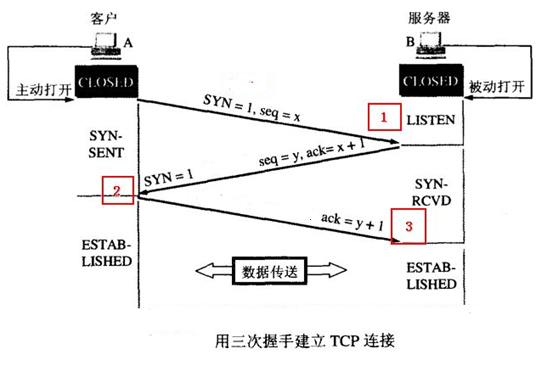 客户
服务器
A
B
主动打开
CLOSED
CLOSED
被动打开
SYN = 1, seq = x
1
LISTEN
SYN-
SENT
SYN = 1
seq = y, ack= x + 1
2
SYN-
RCVD
ack = y + 1
3
ESTAB-
LISHED
数据传送
ESTAB-
LISHED
用三次握手建立 TCP 连接